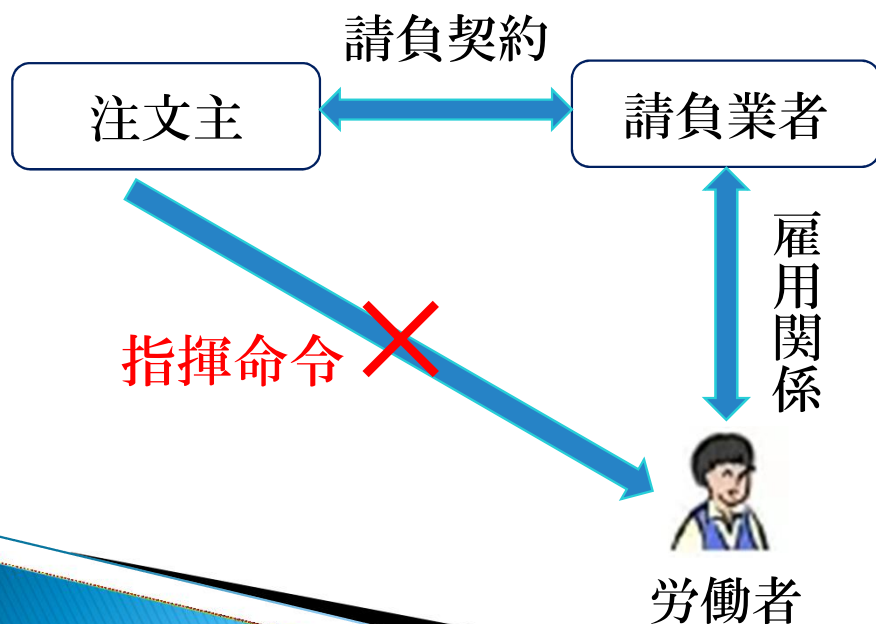 請負契約
注文主
請負業者
雇用関係
指揮命令
労働者